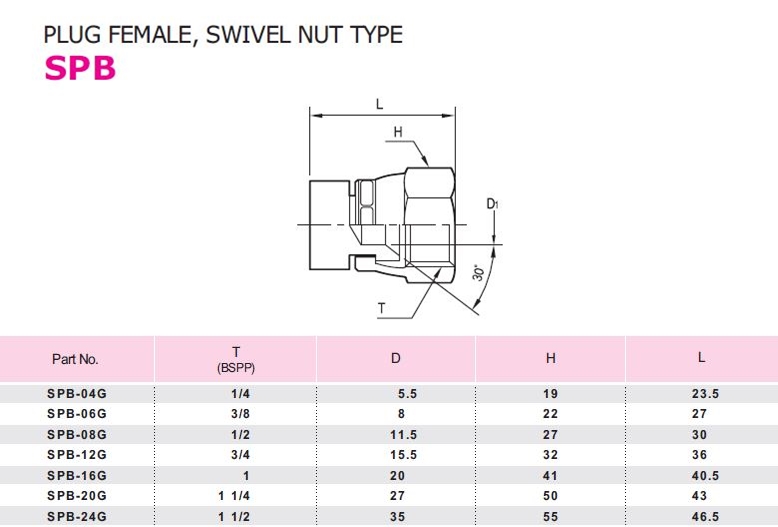 PLUG FEMALE, SWIVEL NUT TYPE
SPB
L
H
D1
30°
T
Part No. T (BSPP) D H L
SPB-04G 1/4 5.5 19 23.5
SPB-06G 3/8 8 22 27
SPB-08G 1/2 11.5 27 30
SPB-12G 3/4 15.5 32 36
SPB-16G 1 20 41 40.5
SPB-20G 1 1/4 27 50 43
SPB-24G 1 1/2 35 55 46.5